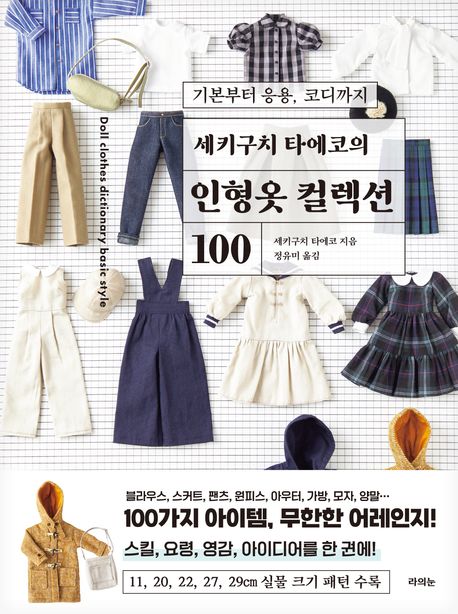 기본부터 응용, 코디까지
세키구치 타에코의
인형옷 컬렉션
100
세키구치 타에코 지음
정유미 옮김
Doll clothes dictionary basic style
블라우스, 스커트, 팬츠, 원피스, 아우터, 가방, 모자, 양말…
100가지 아이템, 무한한 어레인지!
스킬, 요령, 영감, 아이디어를 한 권에!
11, 20, 22, 27, 29cm 실물 크기 패턴 수록
라의눈